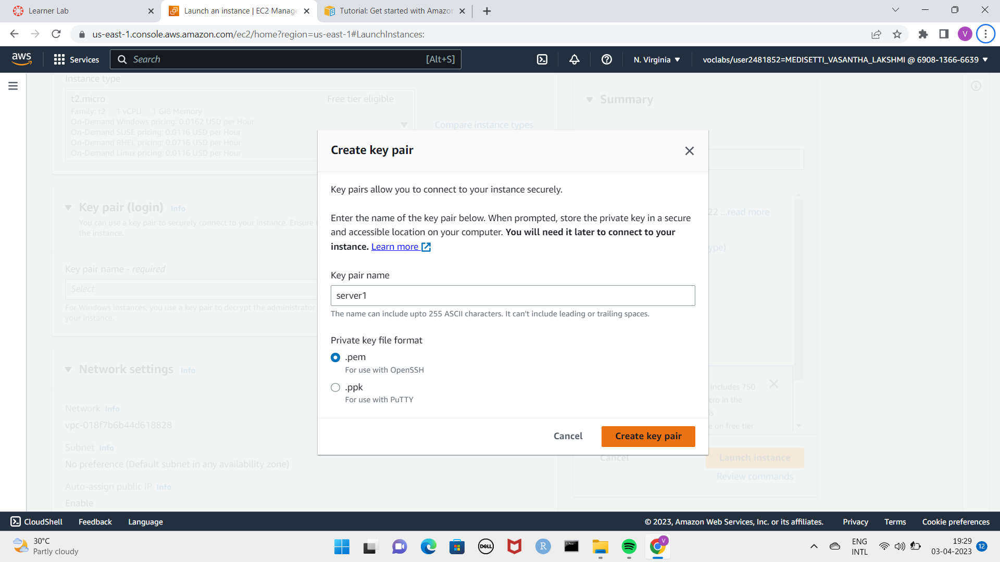 Learner Lab
Launch an instance | EC2 Manage
Tutorial: Get started with Amazon
us-east-1.console.aws.amazon.com/ec2/home?region=us-east-1#LaunchInstances:
V
aws
Services
Search
[Alt+S]
N. Virginia
voclabs/user2481852=MEDISETTI_VASANTHA_LAKSHMI @ 6908-1366-6639
Instance type
t2.micro
Free tier eligible
Family: t2 1 vCPU 1 GiB Memory
On-Demand Windows pricing: 0.0162 USD per Hour
On-Demand SUSE pricing: 0.0116 USD per Hour
On-Demand RHEL pricing: 0.0716 USD per Hour
On-Demand Linux pricing: 0.0116 USD per Hour
Compare instance types
Summary
Key pair (login) Info
You can use a key pair to securely connect to your instance. Ensure
the instance.
Key pair name - required
Select
For Windows instances, you use a key pair to decrypt the administrator
your instance.
Network settings Info
Network Info
vpc-018f7b6b44d618828
Subnet Info
No preference (Default subnet in any availability zone)
Auto-assign public IP Info
Enable
Create key pair
Key pairs allow you to connect to your instance securely.
Enter the name of the key pair below. When prompted, store the private key in a secure
and accessible location on your computer. You will need it later to connect to your
instance. Learn more
Key pair name
server1
The name can include upto 255 ASCII characters. It can't include leading or trailing spaces.
Private key file format
.pem
For use with OpenSSH
.ppk
For use with PuTTY
Cancel
Create key pair
22 ...read more
ype)
includes 750
cro in the
is
e on free tier
Cancel
Launch instance
Review commands
CloudShell
Feedback
Language
© 2023, Amazon Web Services, Inc. or its affiliates.
Privacy
Terms
Cookie preferences
30°C
Partly cloudy
DELL
R
V
ENG
INTL
19:29
03-04-2023
12